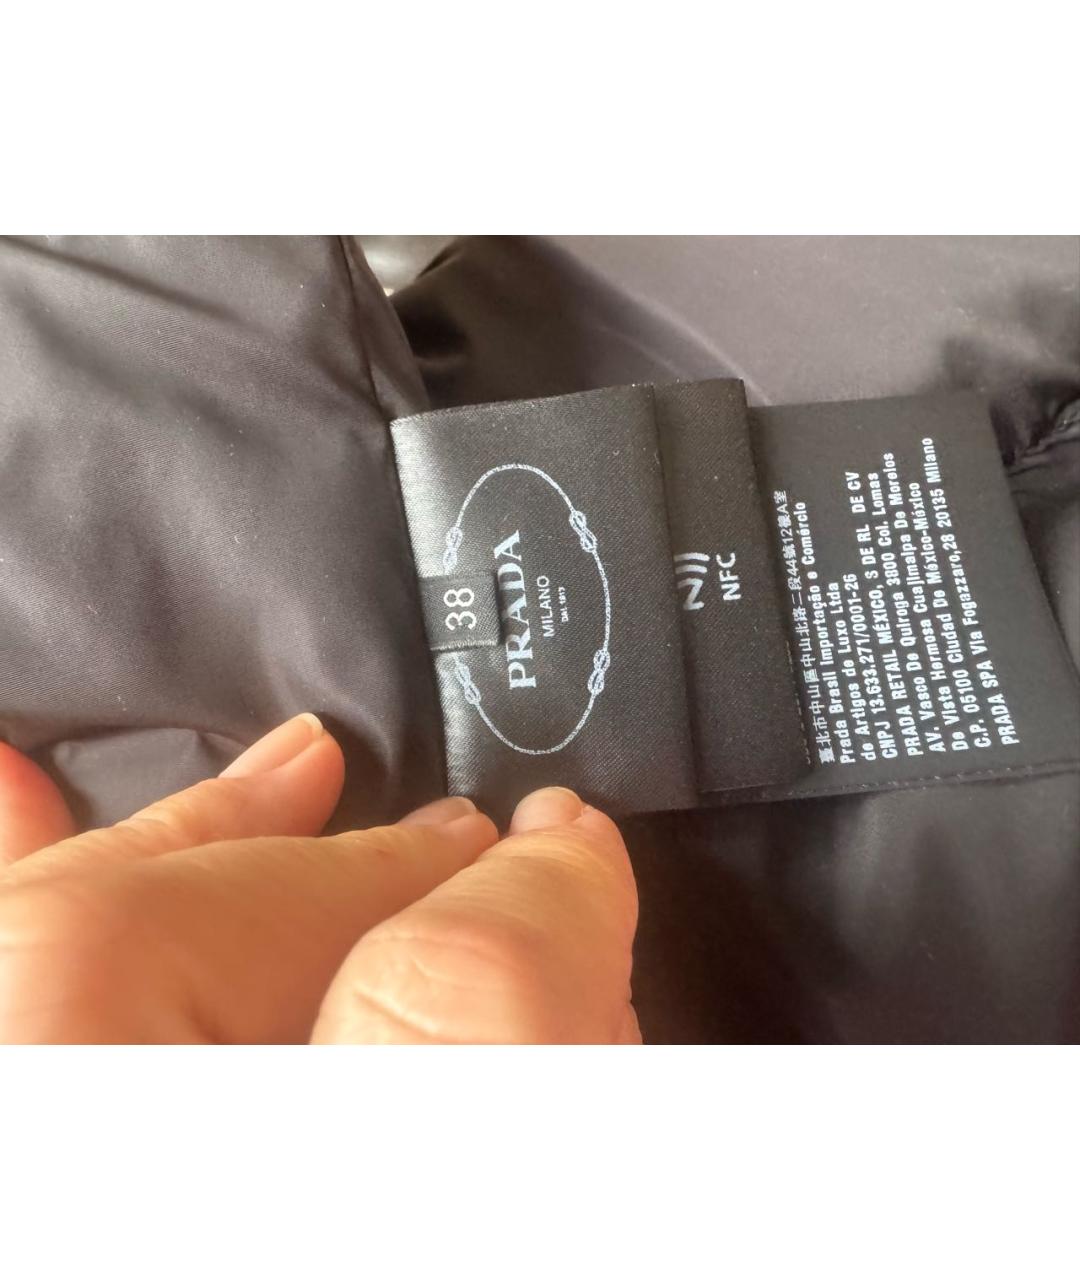 38
PRADA
MILANO
DAL 1913
NFC
臺北市中山區中山北路二段44號12樓A室
Prada Brasil Importação e Comércio
de Artigos de Luxo Ltda
CNPJ 13.633.271/0001-26
PRADA RETAIL MÉXICO, S DE RL DE CV
AV. Vasco De Quiroga 3800 Col. Lomas
De Vista Hermosa Cuajimalpa De Morelos
C.P. 05100 Ciudad De México-México
PRADA SPA Via Fogazzaro,28 20135 Milano